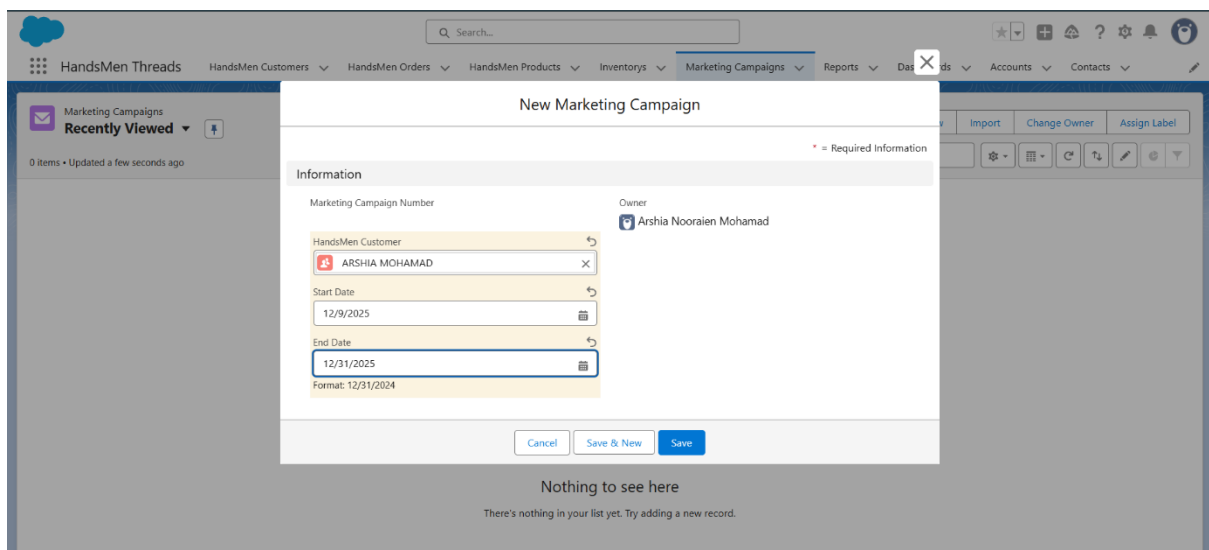 Search...
HandsMen Threads HandsMen Customers HandsMen Orders HandsMen Products Inventorys Marketing Campaigns Reports Accounts Contacts
Marketing Campaigns
Recently Viewed
0 items • Updated a few seconds ago
Import Change Owner Assign Label
New Marketing Campaign
* = Required Information
Information
Marketing Campaign Number
Owner
Arshia Nooraien Mohamad
HandsMen Customer
ARSHIA MOHAMAD
Start Date
12/9/2025
End Date
12/31/2025
Format: 12/31/2024
Cancel Save & New Save
Nothing to see here
There's nothing in your list yet. Try adding a new record.